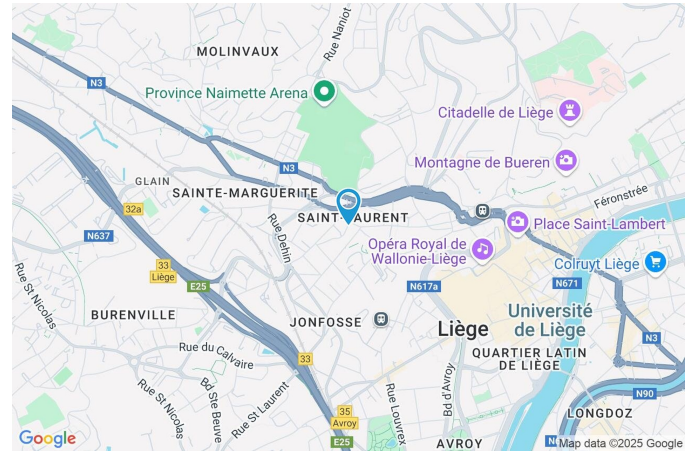 MOLINVAUX
Rue Naniot
N3
Province Naimette Arena
Citadelle de Liège
Montagne de Bueren
N3
GLAIN
SAINTE-MARGUERITE
Féronstrée
32a
SAINT-LAURENT
Place Saint-Lambert
N637
Rue Dehin
Opéra Royal de
Wallonie-Liège
Colruyt Liège
33
Liège
E25
N617a
N671
BURENVILLE
JONFOSSE
Liège
Université
de Liège
Rue St Nicolas
Rue du Calvaire
33
N3
QUARTIER LATIN
DE LIÈGE
Rue St Nicolas
Bd Ste Beuve
Rue St Laurent
Rue Louvrex
Bd d'Avroy
N90
35
Avroy
LONGDOZ
Google
E25
AVROY
Map data ©2025 Google